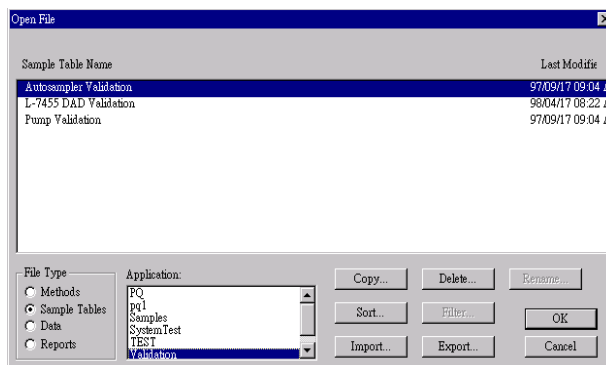 Open File
Sample Table Name Last Modifie
Autosampler Validation 97/09/17 09:04
L-7455 DAD Validation 98/04/17 08:22
Pump Validation 97/09/17 09:04
File Type
Methods
Sample Tables
Data
Reports
Application:
PQ
pq1
Samples
SystemTest
TEST
Validation
Copy... Delete... Rename...
Sort... Filter... OK
Import... Export... Cancel